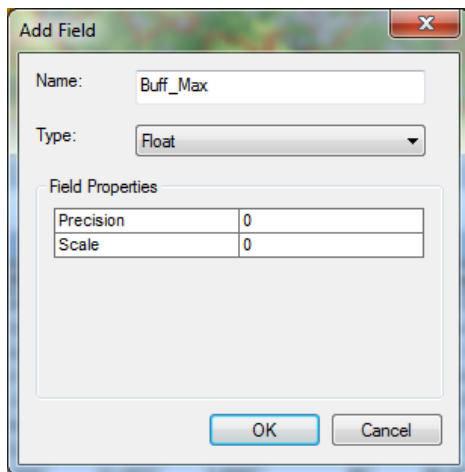 Add Field
Name: Buff_Max
Type: Float
Field Properties
Precision 0
Scale 0
OK Cancel